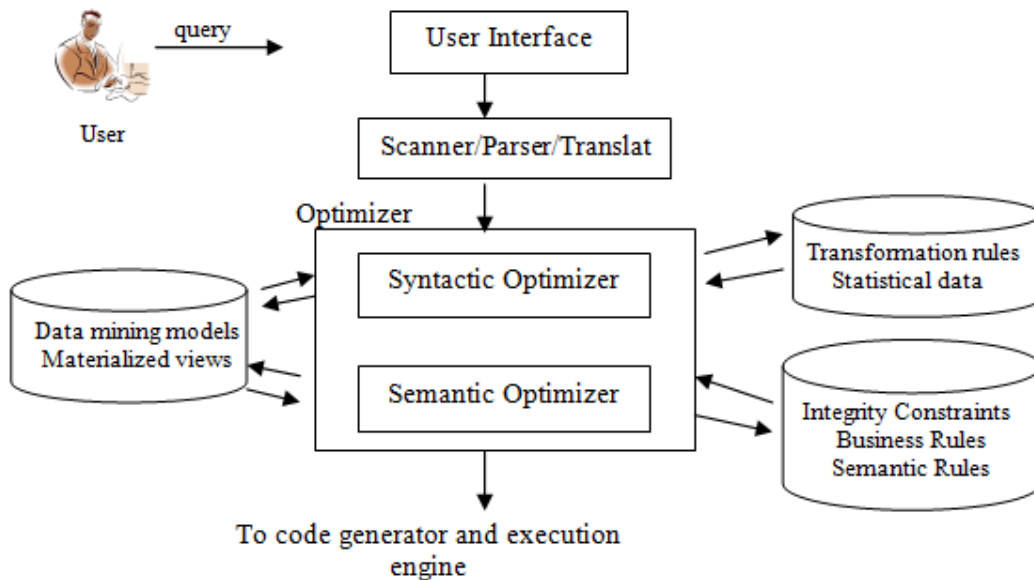 query
User Interface
User
Scanner/Parser/Translat
Optimizer
Syntactic Optimizer
Transformation rules
Statistical data
Data mining models
Materialized views
Semantic Optimizer
Integrity Constraints
Business Rules
Semantic Rules
To code generator and execution
engine